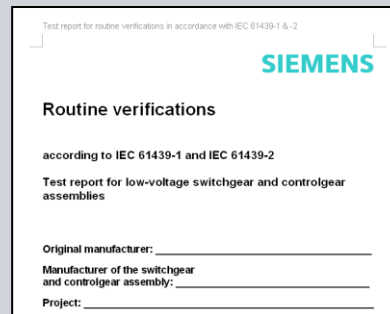 Test report for routine verifications in accordance with IEC 61439-1 & -2
SIEMENS
Routine verifications
according to IEC 61439-1 and IEC 61439-2
Test report for low-voltage switchgear and controlgear
assemblies
Original manufacturer:
Manufacturer of the switchgear
and controlgear assembly:
Project: